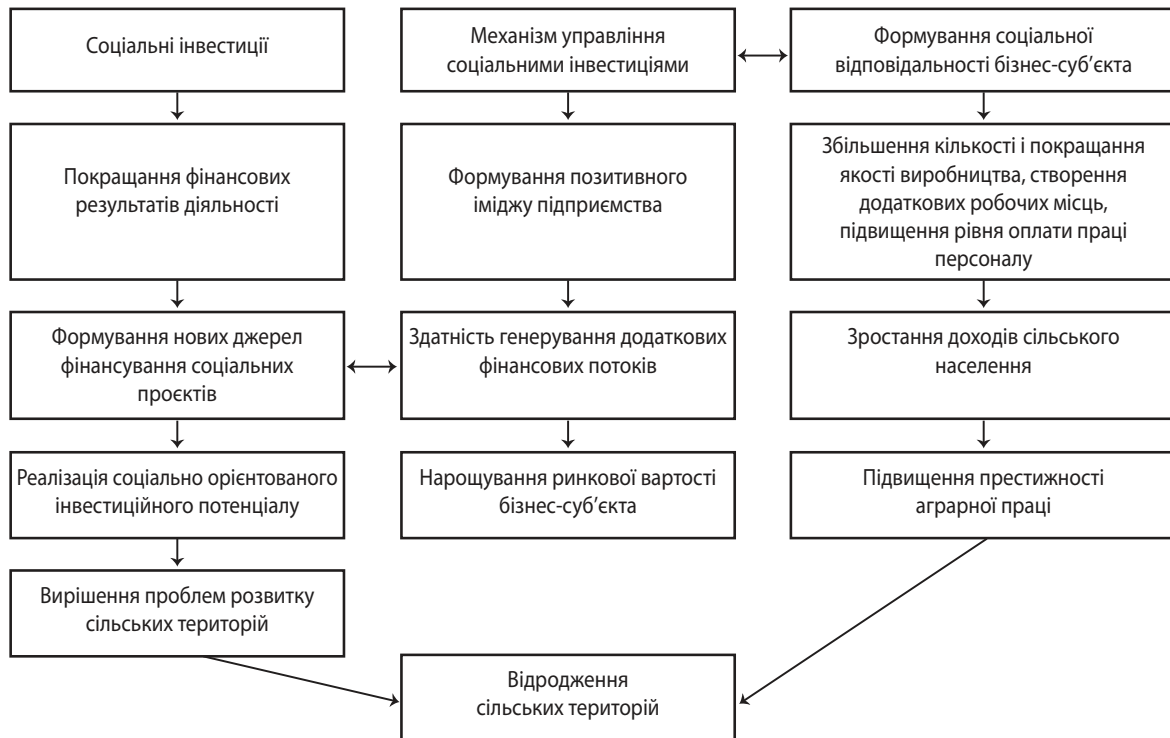 Соціальні інвестиції
Механізм управління
соціальними інвестиціями
Формування соціальної
відповідальності бізнес-суб’єкта
Покращання фінансових
результатів діяльності
Формування позитивного
іміджу підприємства
Збільшення кількості і покращання
якості виробництва, створення
додаткових робочих місць,
підвищення рівня оплати праці
персоналу
Формування нових джерел
фінансування соціальних
проєктів
Здатність генерування додаткових
фінансових потоків
Зростання доходів сільського
населення
Реалізація соціально орієнтованого
інвестиційного потенціалу
Нарощування ринкової вартості
бізнес-суб’єкта
Підвищення престижності
аграрної праці
Вирішення проблем розвитку
сільських територій
Відродження
сільських територій